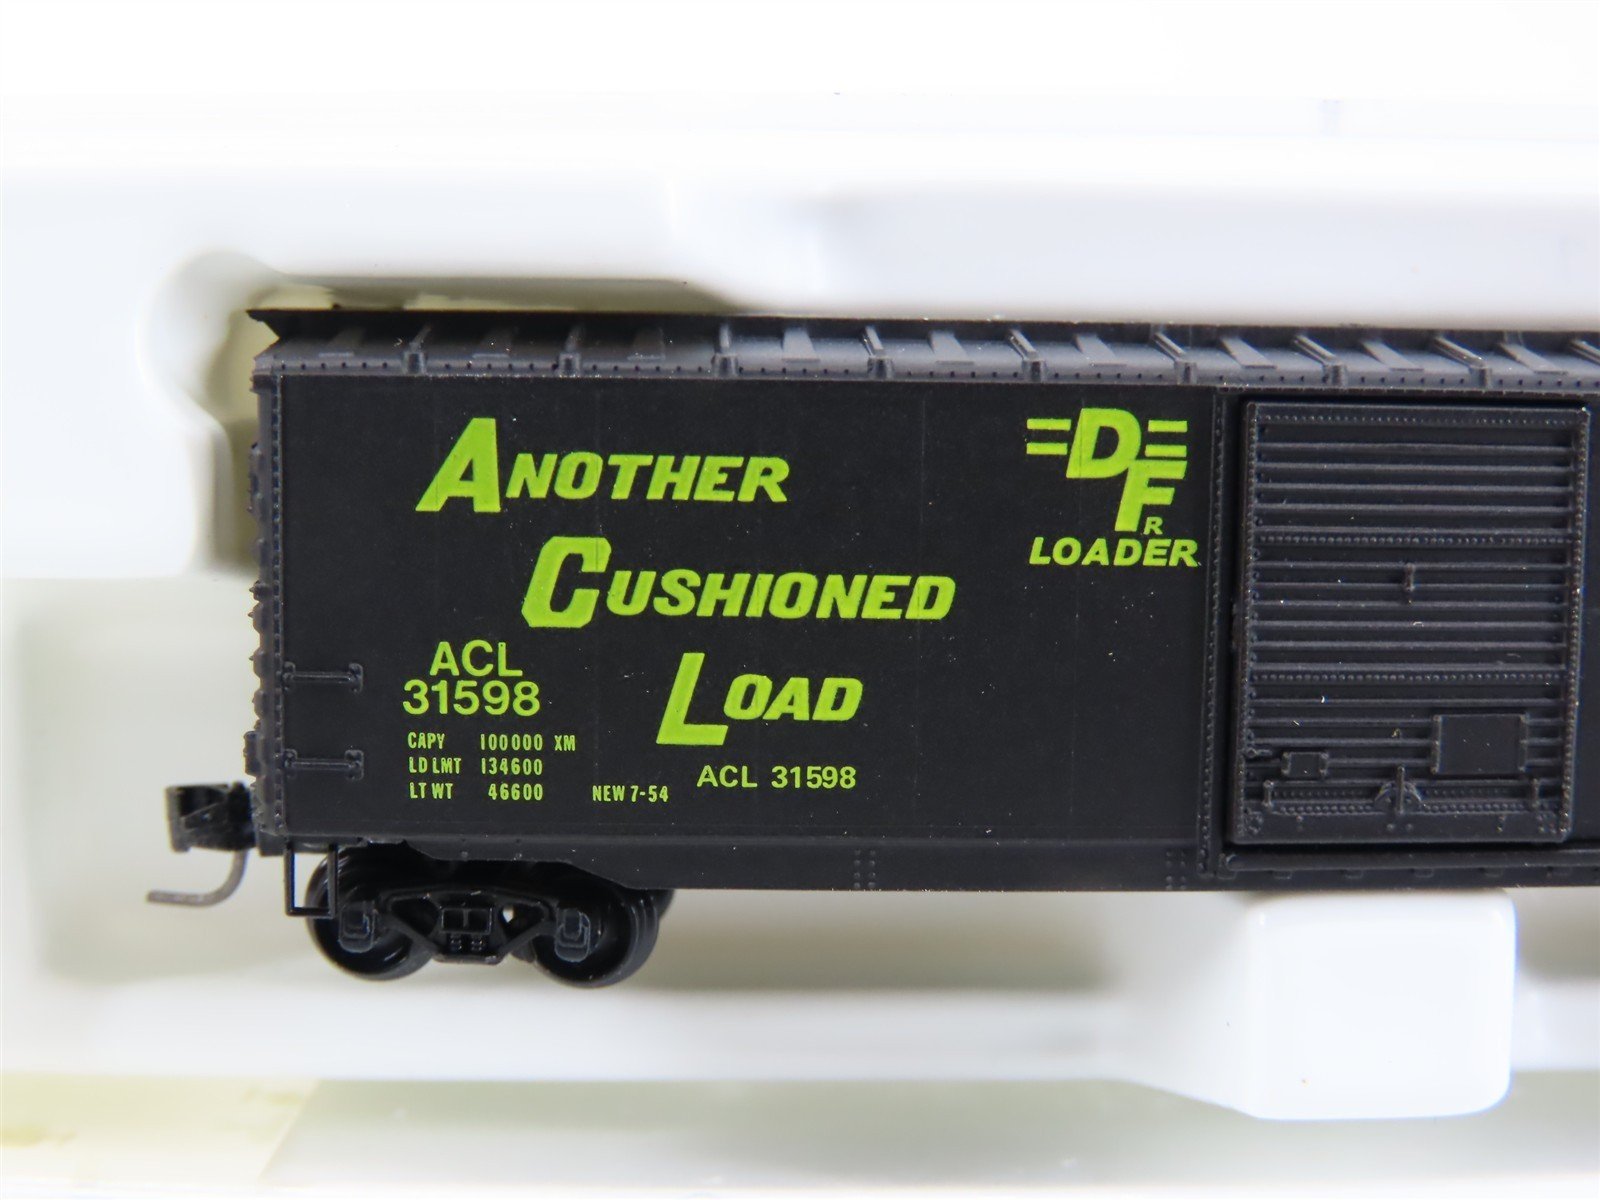 ANOTHER
CUSHIONED
LOAD
DF
R
LOADER
ACL
31598
CAPY 100000 XM
LD LMT 134600
LT WT 46600 NEW 7-54
ACL 31598